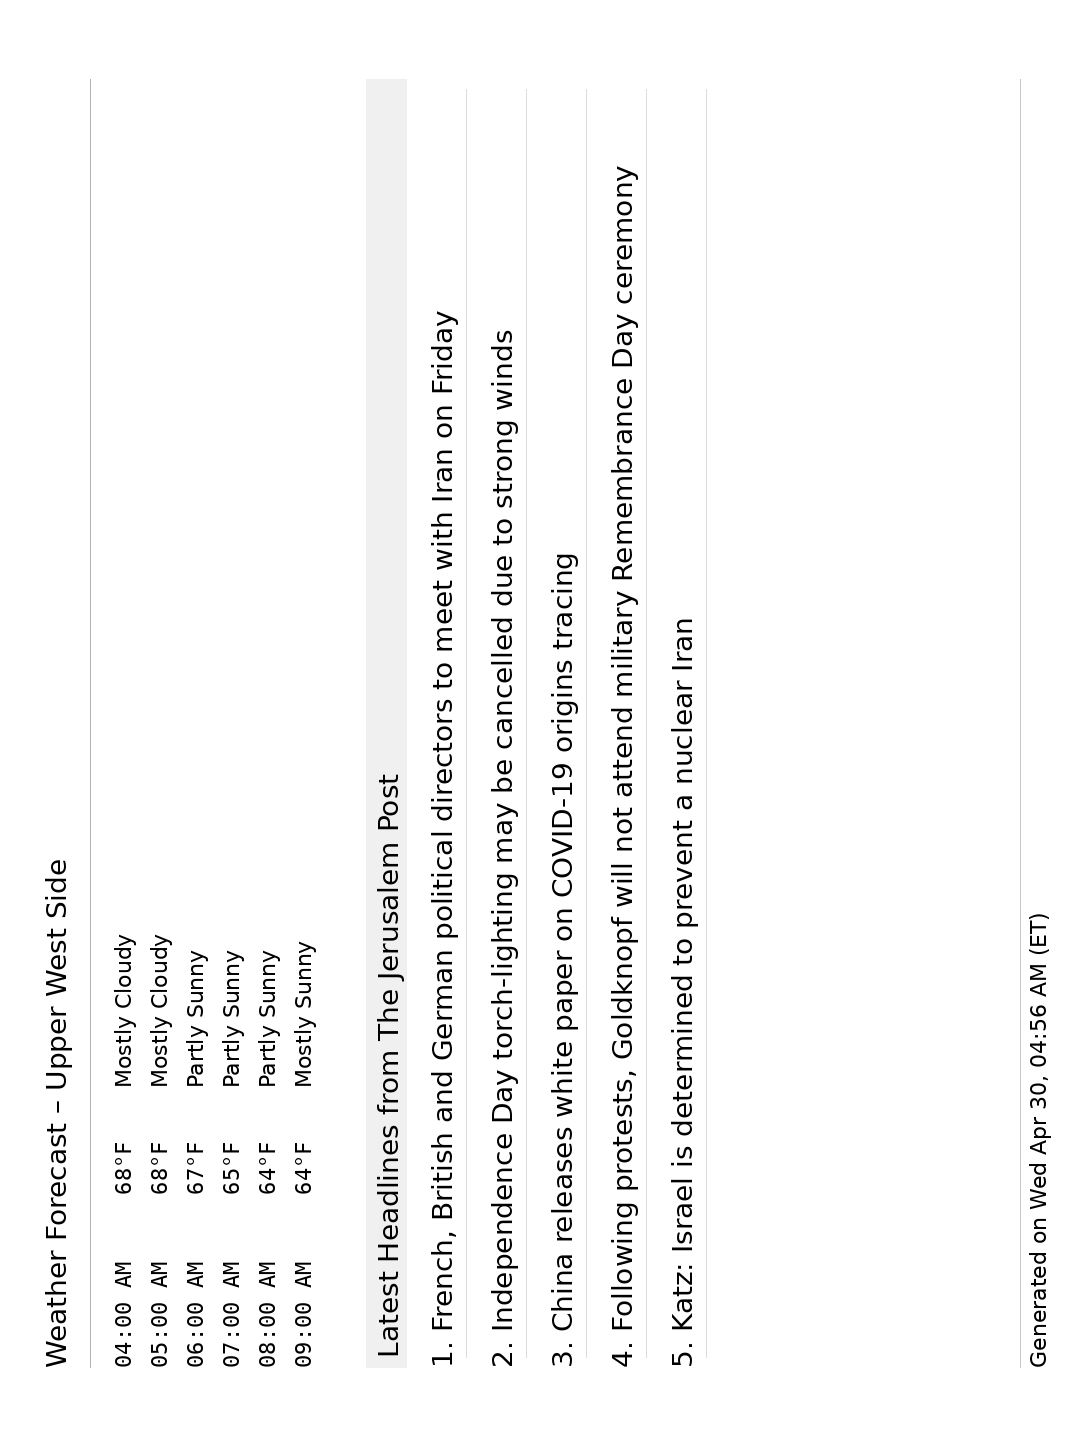 Weather Forecast – Upper West Side
04:00 AM 68°F Mostly Cloudy
05:00 AM 68°F Mostly Cloudy
06:00 AM 67°F Partly Sunny
07:00 AM 65°F Partly Sunny
08:00 AM 64°F Partly Sunny
09:00 AM 64°F Mostly Sunny
Latest Headlines from The Jerusalem Post
1. French, British and German political directors to meet with Iran on Friday
2. Independence Day torch-lighting may be cancelled due to strong winds
3. China releases white paper on COVID-19 origins tracing
4. Following protests, Goldknopf will not attend military Remembrance Day ceremony
5. Katz: Israel is determined to prevent a nuclear Iran
Generated on Wed Apr 30, 04:56 AM (ET)